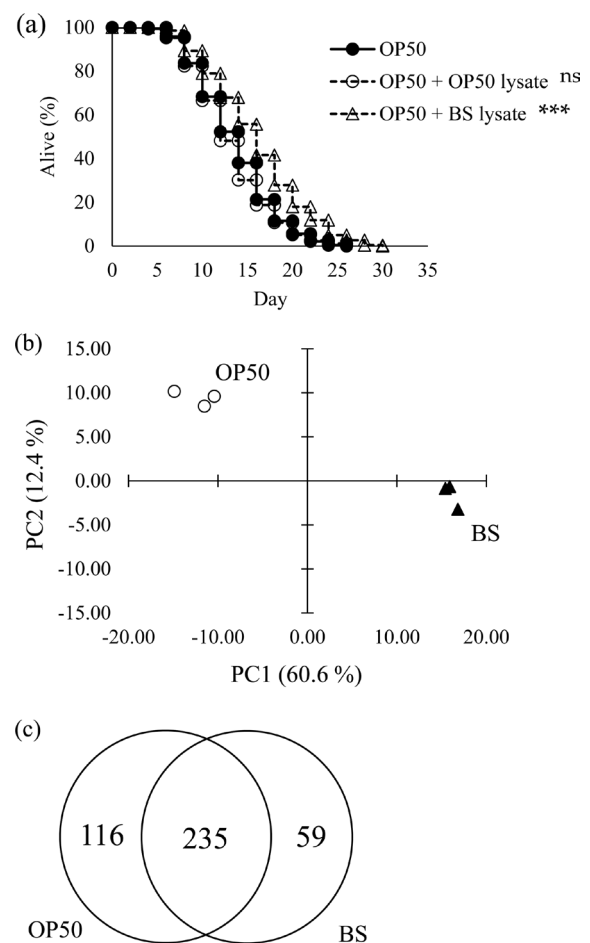 (a)
100
80
60
40
20
0
Alive (%)
0 5 10 15 20 25 30 35
Day
OP50
OP50 + OP50 lysate ns
OP50 + BS lysate ***
(b)
15.00
10.00
5.00
0.00
-5.00
-10.00
-15.00
PC2 (12.4 %)
OP50
BS
-20.00 -10.00 0.00 10.00 20.00
PC1 (60.6 %)
(c)
116 235 59
OP50 BS